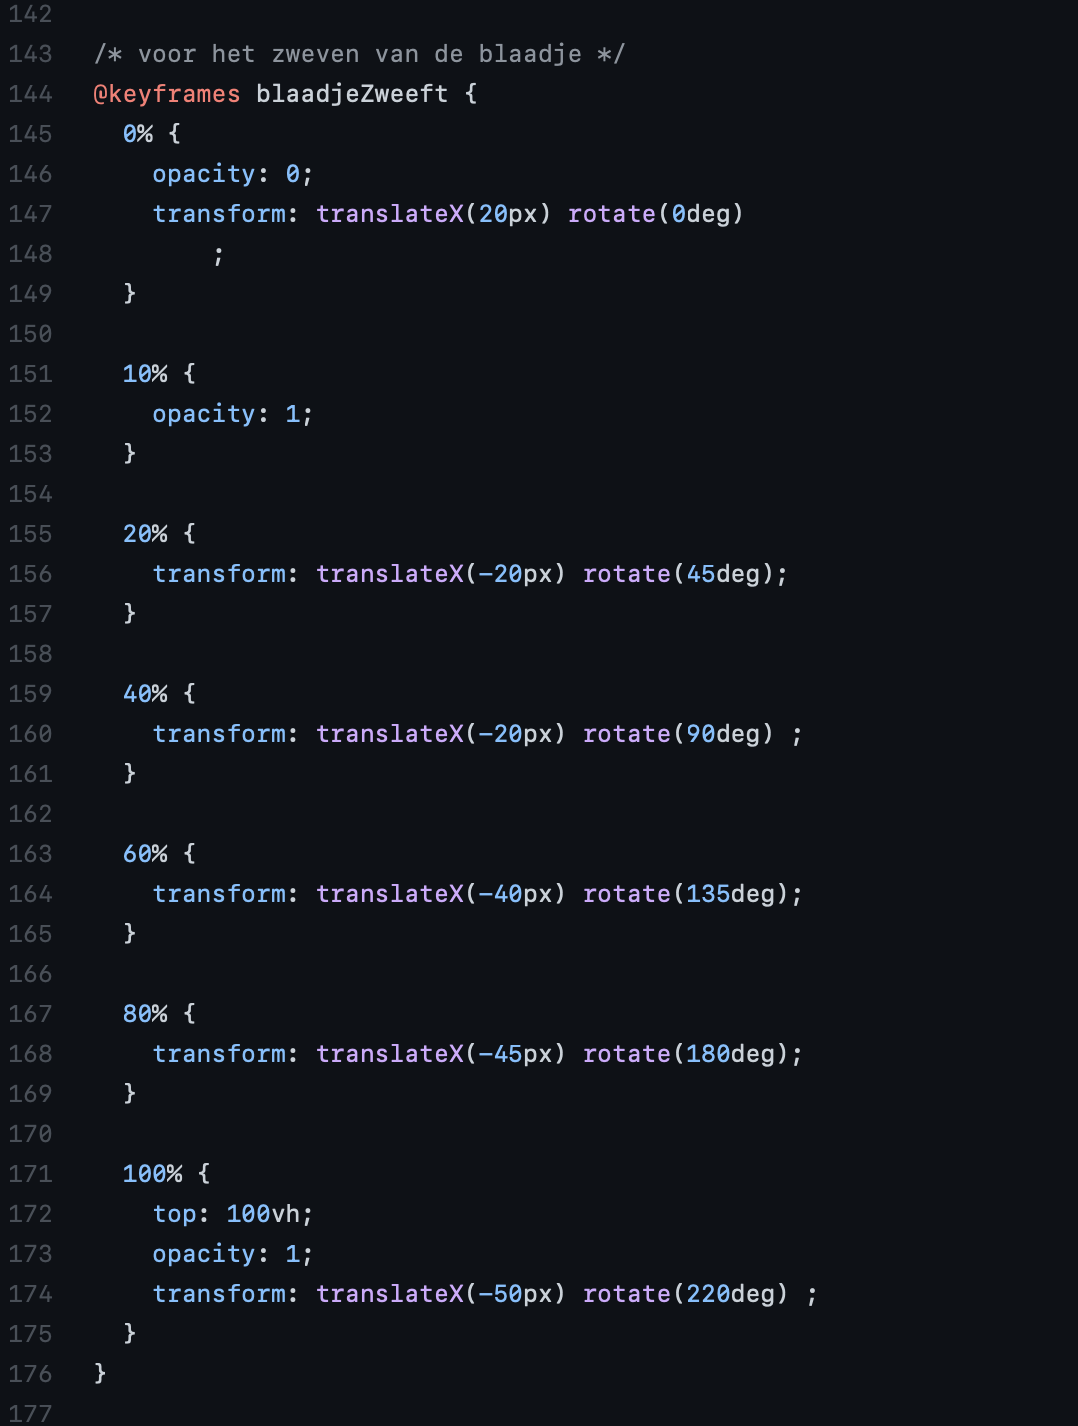 142
143 /* voor het zweven van de blaadje */
144 @keyframes blaadjeZweeft {
145   0% {
146     opacity: 0;
147     transform: translateX(20px) rotate(0deg)
148         ;
149   }
150
151   10% {
152     opacity: 1;
153   }
154
155   20% {
156     transform: translateX(-20px) rotate(45deg);
157   }
158
159   40% {
160     transform: translateX(-20px) rotate(90deg) ;
161   }
162
163   60% {
164     transform: translateX(-40px) rotate(135deg);
165   }
166
167   80% {
168     transform: translateX(-45px) rotate(180deg);
169   }
170
171   100% {
172     top: 100vh;
173     opacity: 1;
174     transform: translateX(-50px) rotate(220deg) ;
175   }
176 }
177